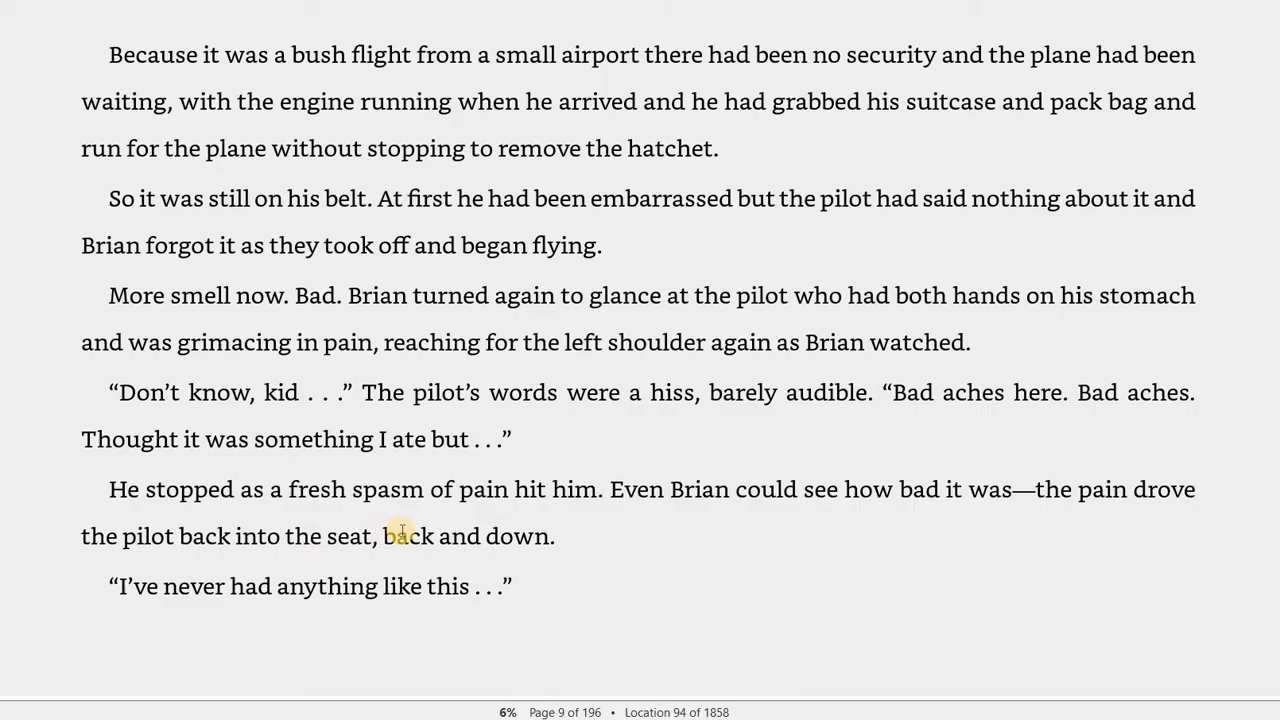 Because it was a bush flight from a small airport there had been no security and the plane had been
waiting, with the engine running when he arrived and he had grabbed his suitcase and pack bag and
run for the plane without stopping to remove the hatchet.
So it was still on his belt. At first he had been embarrassed but the pilot had said nothing about it and
Brian forgot it as they took off and began flying.
More smell now. Bad. Brian turned again to glance at the pilot who had both hands on his stomach
and was grimacing in pain, reaching for the left shoulder again as Brian watched.
“Don’t know, kid . . .” The pilot’s words were a hiss, barely audible. “Bad aches here. Bad aches.
Thought it was something I ate but . . .”
He stopped as a fresh spasm of pain hit him. Even Brian could see how bad it was—the pain drove
the pilot back into the seat, back and down.
“I’ve never had anything like this . . .”
6% Page 9 of 196 • Location 94 of 1858